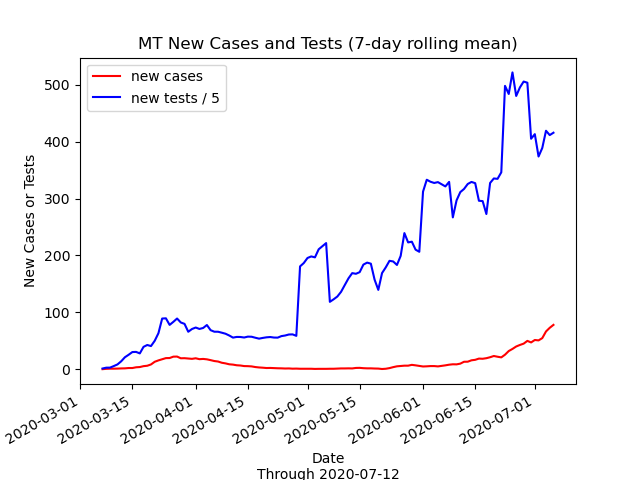 MT New Cases and Tests (7-day rolling mean)
new cases
new tests / 5
New Cases or Tests
500
400
300
200
100
0
2020-03-01
2020-03-15
2020-04-01
2020-04-15
2020-05-01
2020-05-15
2020-06-01
2020-06-15
2020-07-01
Date
Through 2020-07-12